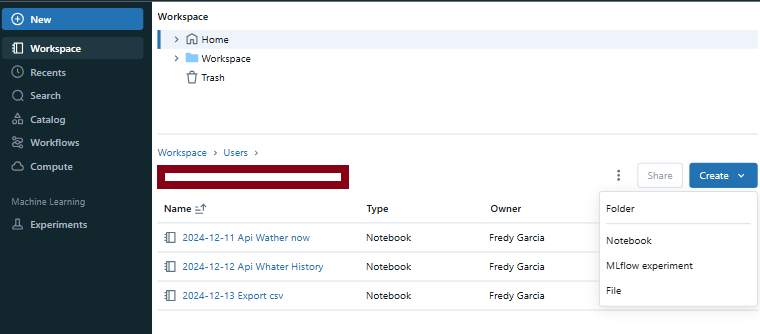 New
Workspace
Recents
Search
Catalog
Workflows
Compute
Machine Learning
Experiments
Workspace
Home
Workspace
Trash
Workspace > Users >
Share Create
Folder
Notebook
MLflow experiment
File
Name Type Owner
2024-12-11 Api Wather now Notebook Fredy Garcia
2024-12-12 Api Whater History Notebook Fredy Garcia
2024-12-13 Export csv Notebook Fredy Garcia